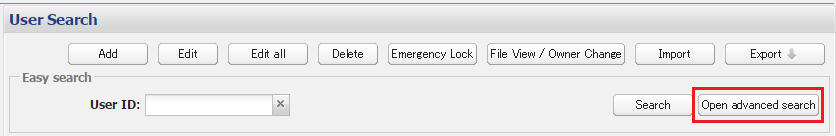 User Search
Add Edit Edit all Delete Emergency Lock File View / Owner Change Import Export
Easy search
User ID: Search Open advanced search